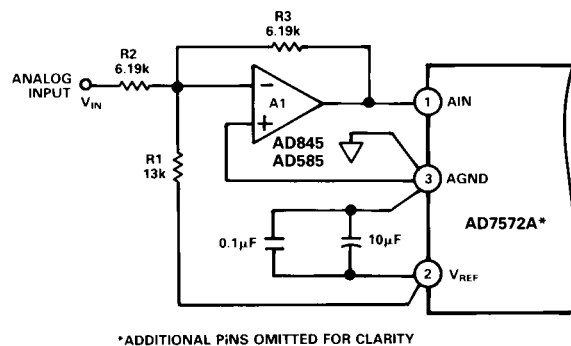 R3
6.19k
R2
6.19k
ANALOG
INPUT
VIN
−
A1
+
AD845
AD585
1 AIN
R1
13k
3 AGND
AD7572A*
0.1µF
10µF
2 VREF
*ADDITIONAL PiNS OMITTED FOR CLARITY